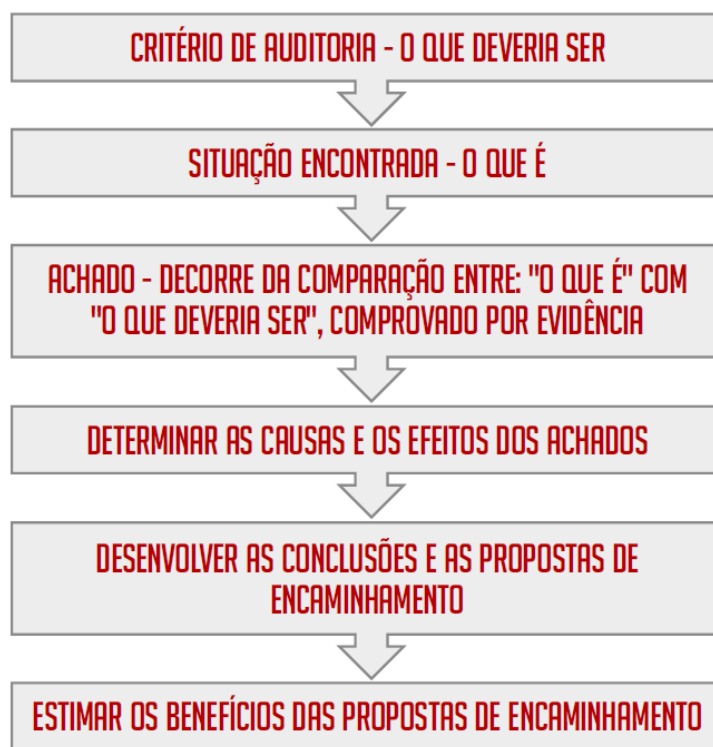 CRITÉRIO DE AUDITORIA - O QUE DEVERIA SER
SITUAÇÃO ENCONTRADA - O QUE É
ACHADO - DECORRE DA COMPARAÇÃO ENTRE: "O QUE É" COM
"O QUE DEVERIA SER", COMPROVADO POR EVIDÊNCIA
DETERMINAR AS CAUSAS E OS EFEITOS DOS ACHADOS
DESENVOLVER AS CONCLUSÕES E AS PROPOSTAS DE
ENCAMINHAMENTO
ESTIMAR OS BENEFÍCIOS DAS PROPOSTAS DE ENCAMINHAMENTO